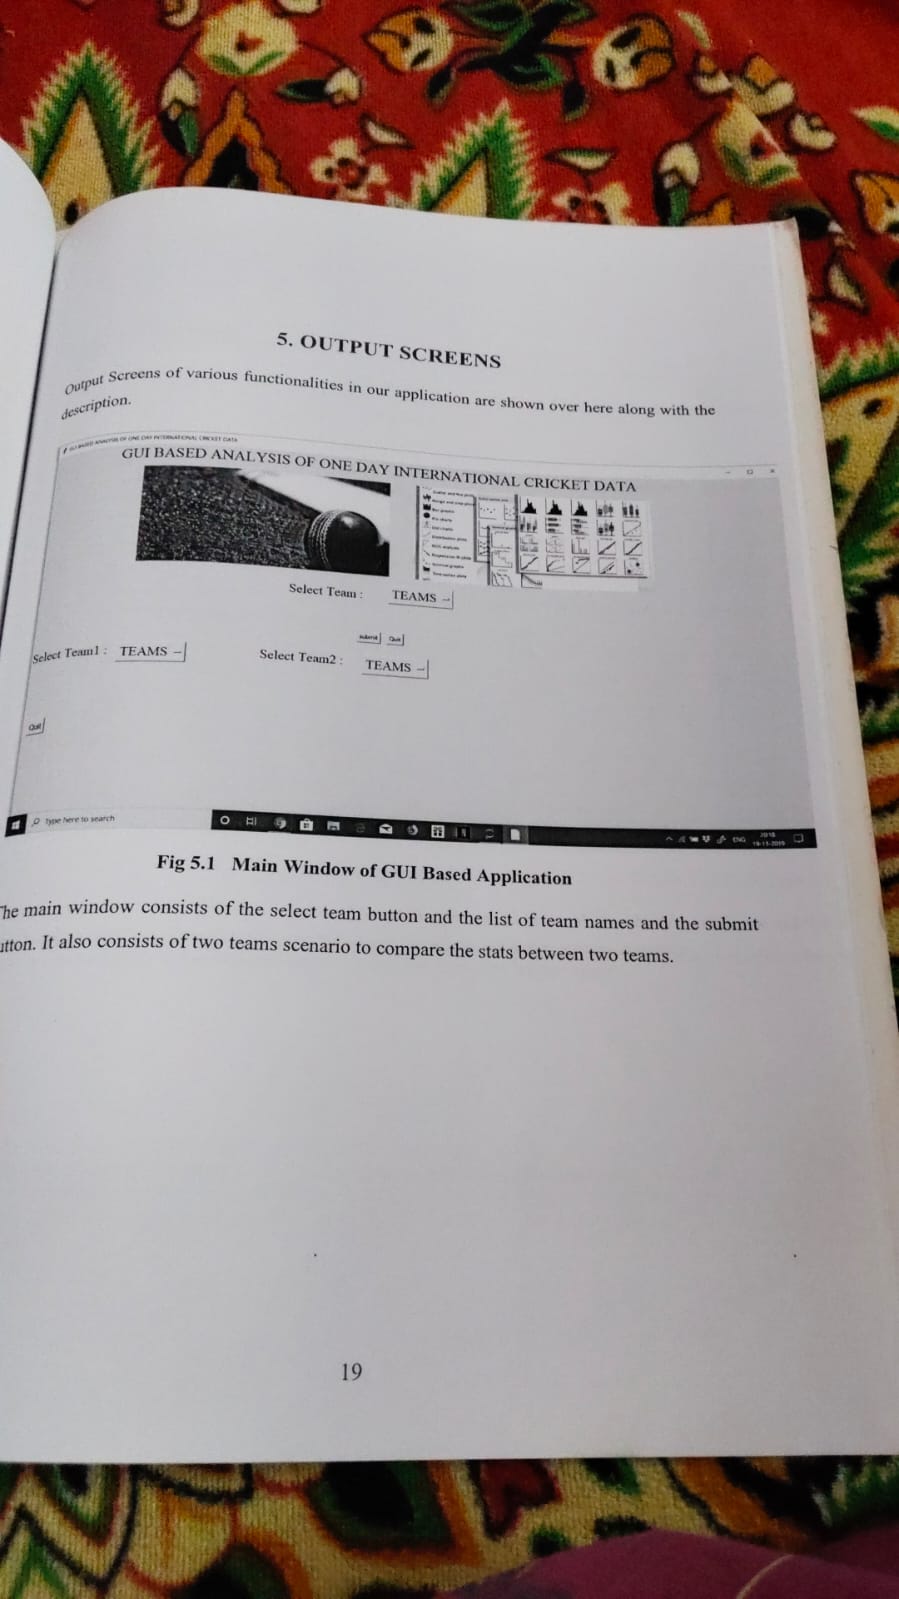 5. OUTPUT SCREENS
Output Screens of various functionalities in our application are shown over here along with the
description.
GUI BASED ANALYSIS OF ONE DAY INTERNATIONAL CRICKET DATA
GUI BASED ANALYSIS OF ONE DAY INTERNATIONAL CRICKET DATA
Select Team : TEAMS
Submit Quit
Select Team1 : TEAMS Select Team2 : TEAMS
Quit
Type here to search
ENG
19-11-2019
Fig 5.1 Main Window of GUI Based Application
The main window consists of the select team button and the list of team names and the submit
utton. It also consists of two teams scenario to compare the stats between two teams.
19